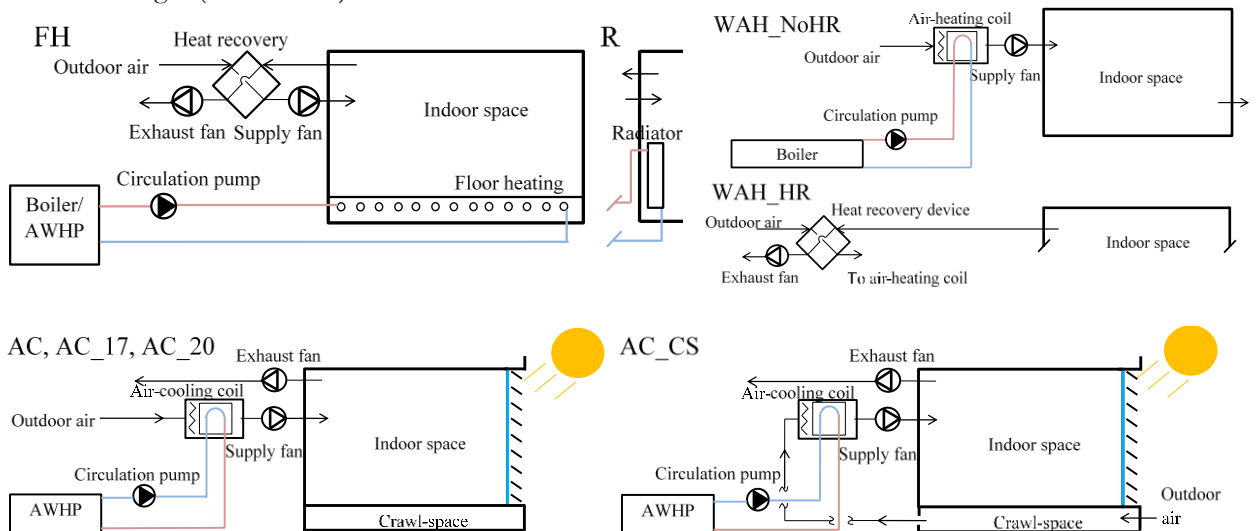 FH
Heat recovery
Outdoor air
Indoor space
Exhaust fan
Supply fan
Circulation pump
Floor heating
Boiler/
AWHP
R
Radiator
WAH_NoHR
Air-heating coil
Outdoor air
Supply fan
Indoor space
Circulation pump
Boiler
WAH_HR
Heat recovery device
Outdoor air
Indoor space
Exhaust fan
To air-heating coil
AC, AC_17, AC_20
Exhaust fan
Air-cooling coil
Outdoor air
Indoor space
Supply fan
Circulation pump
AWHP
Crawl-space
AC_CS
Exhaust fan
Air-cooling coil
Indoor space
Supply fan
Circulation pump
AWHP
Outdoor
air
Crawl-space